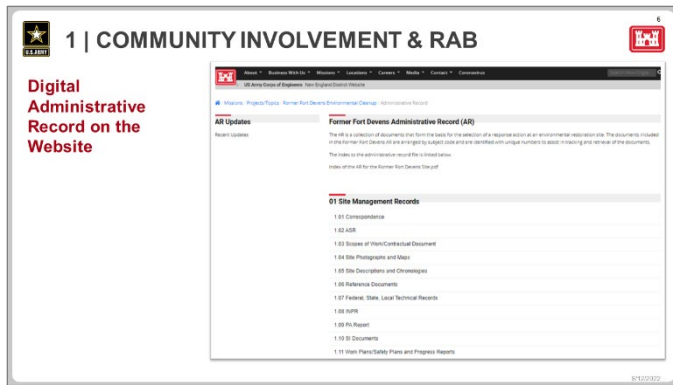 6
U.S.ARMY
1 | COMMUNITY INVOLVEMENT & RAB
Digital
Administrative
Record on the
Website
About Business With Us Missions Locations Careers Media Contact Coronavirus
US Army Corps of Engineers New England District Website
Missions Projects/Topics Former Fort Devens Environmental Cleanup Administrative Record
AR Updates
Recent Updates
Former Fort Devens Administrative Record (AR)
The AR is a collection of documents that form the basis for the selection of a response action at an environmental restoration site. The documents included
in the Former Fort Devens AR are arranged by subject code and are identified with unique numbers to assist in tracking and retrieval of the documents.
The index to the administrative record file is linked below.
Index of the AR for the Former Fort Devens Site.pdf
01 Site Management Records
1.01 Correspondence
1.02 ASR
1.03 Scopes of Work/Contractual Document
1.04 Site Photographs and Maps
1.05 Site Descriptions and Chronologies
1.06 Reference Documents
1.07 Federal, State, Local Technical Records
1.08 INPR
1.09 PA Report
1.10 SI Documents
1.11 Work Plans/Safety Plans and Progress Reports
9/12/2022